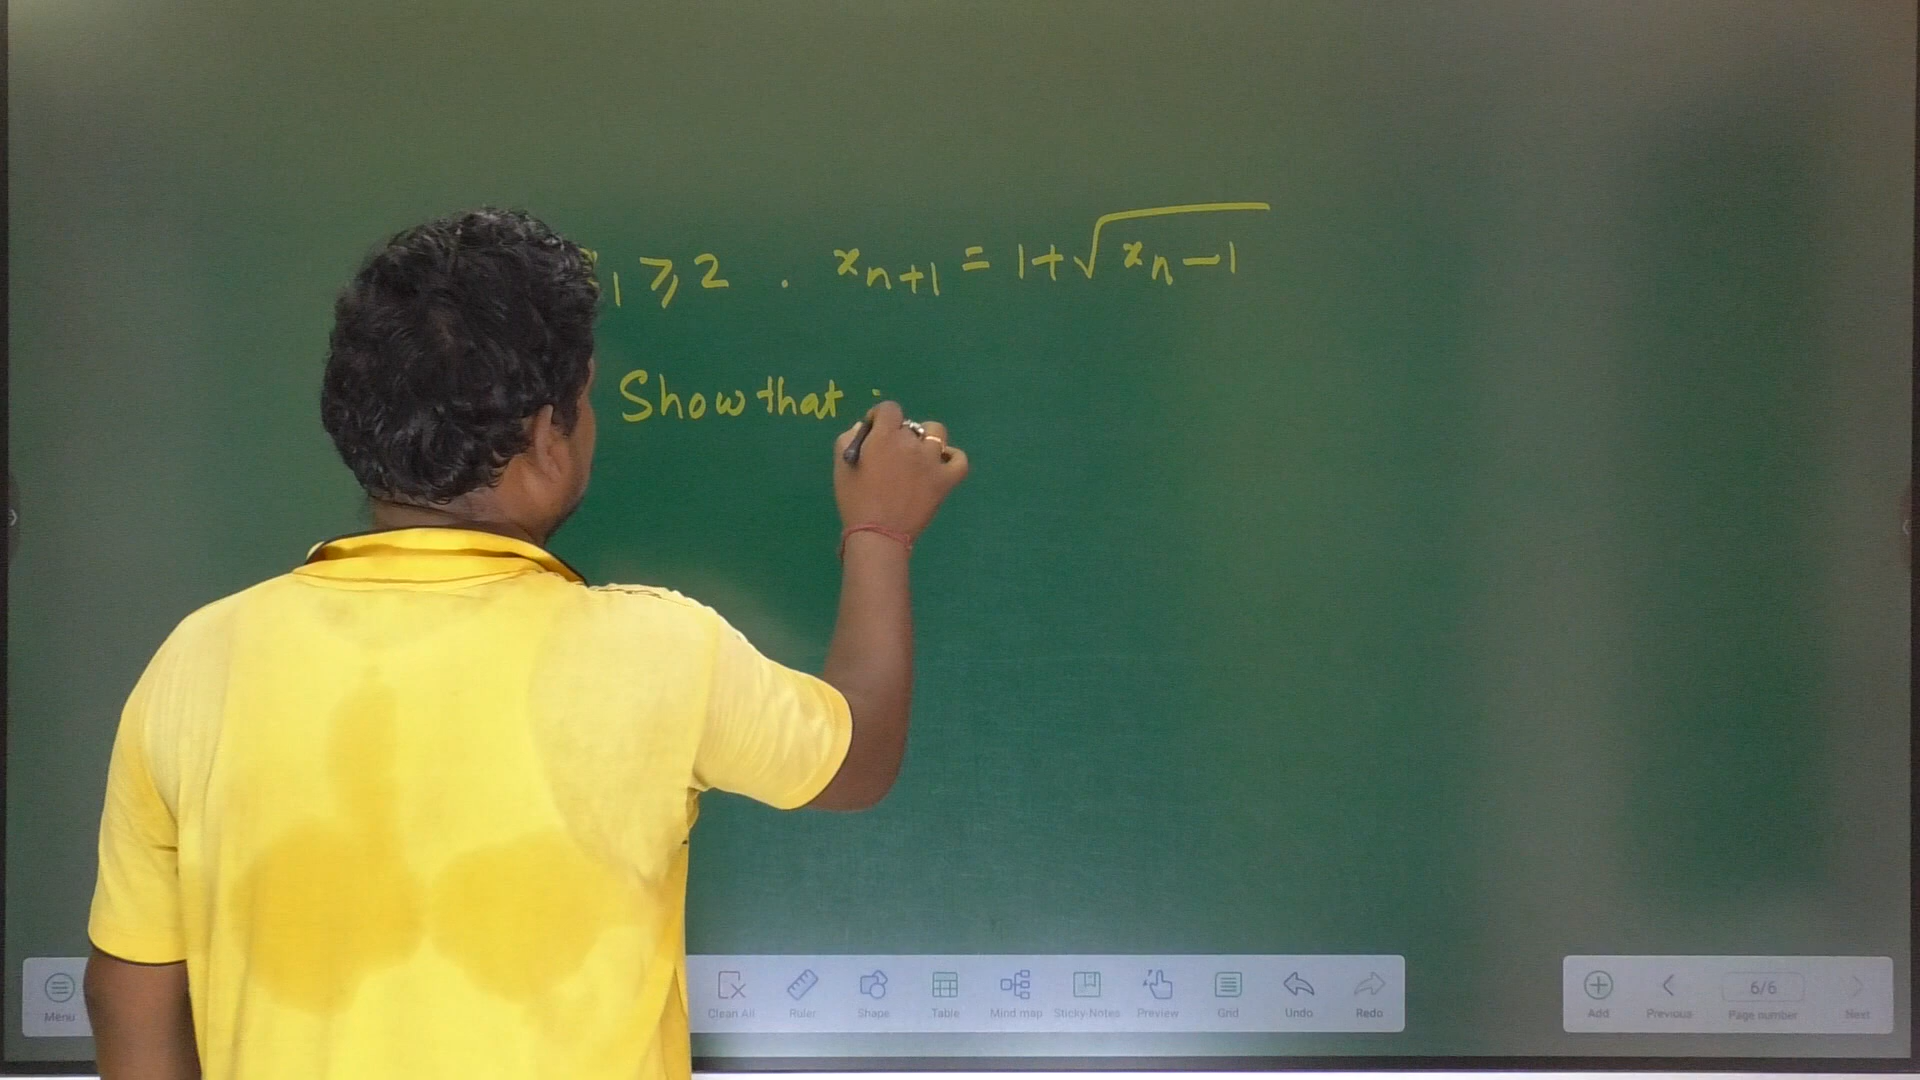 x₁ ⩾ 2 . xₙ₊₁ = 1+√(xₙ−1)
Show that
Menu Clean All Ruler Shape Table Mind map Sticky Notes Preview Grid Undo Redo Add Previous 6/6 Page number Next